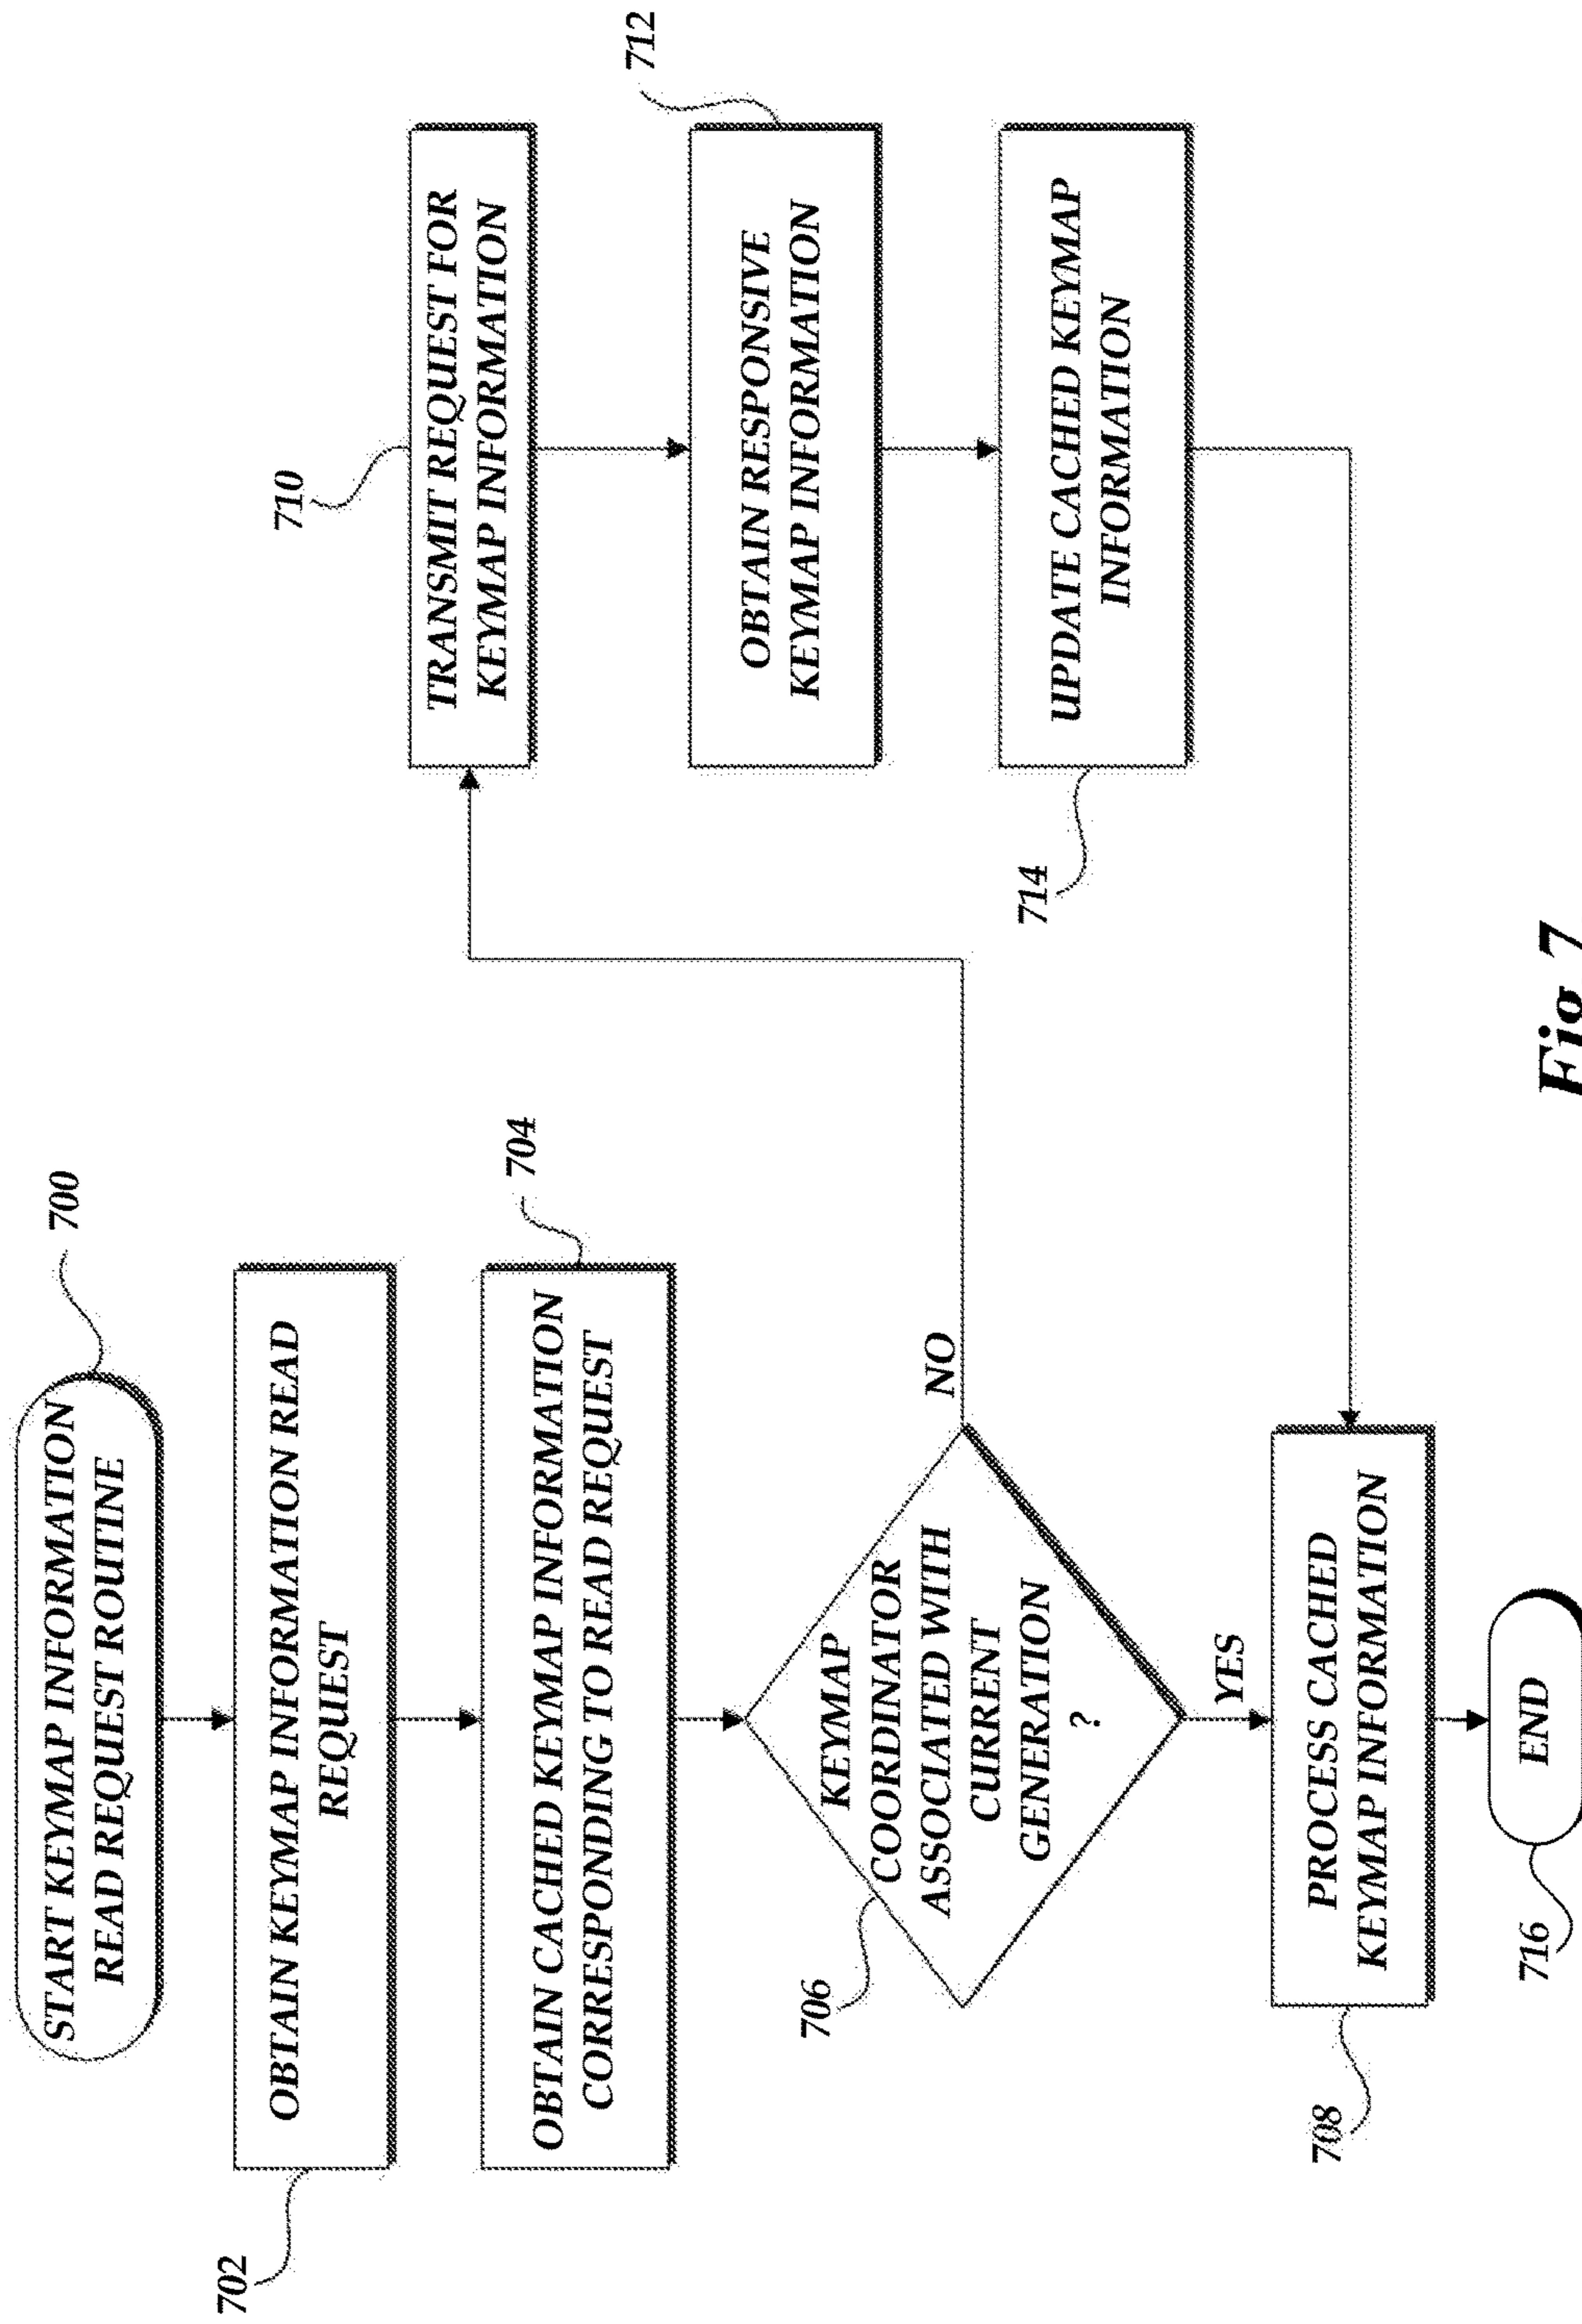 START KEYMAP INFORMATION
READ REQUEST ROUTINE
700
OBTAIN KEYMAP INFORMATION READ
REQUEST
702
OBTAIN CACHED KEYMAP INFORMATION
CORRESPONDING TO READ REQUEST
704
KEYMAP
COORDINATOR
ASSOCIATED WITH
CURRENT
GENERATION
?
706
NO
YES
PROCESS CACHED
KEYMAP INFORMATION
708
END
716
710
TRANSMIT REQUEST FOR
KEYMAP INFORMATION
712
OBTAIN RESPONSIVE
KEYMAP INFORMATION
UPDATE CACHED KEYMAP
INFORMATION
714
Fig. 7